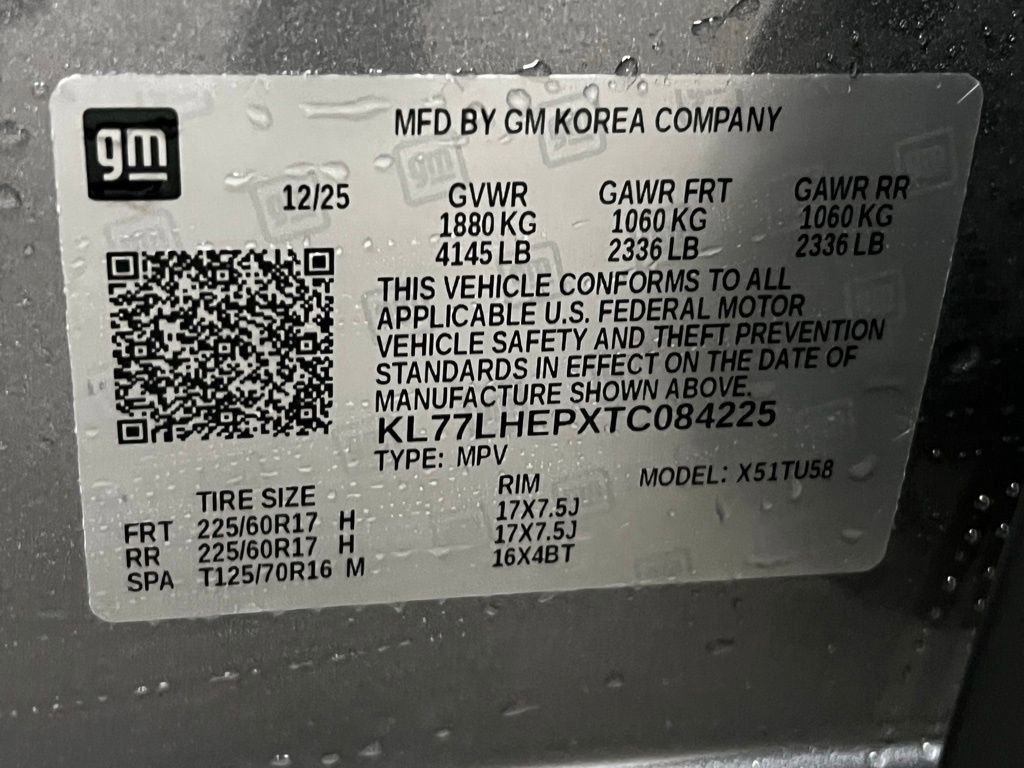 gm
MFD BY GM KOREA COMPANY
12/25 GVWR GAWR FRT GAWR RR
1880 KG 1060 KG 1060 KG
4145 LB 2336 LB 2336 LB
THIS VEHICLE CONFORMS TO ALL
APPLICABLE U.S. FEDERAL MOTOR
VEHICLE SAFETY AND THEFT PREVENTION
STANDARDS IN EFFECT ON THE DATE OF
MANUFACTURE SHOWN ABOVE.
KL77LHEPXTC084225
TYPE: MPV MODEL: X51TU58
TIRE SIZE RIM
FRT 225/60R17 H 17X7.5J
RR 225/60R17 H 17X7.5J
SPA T125/70R16 M 16X4BT